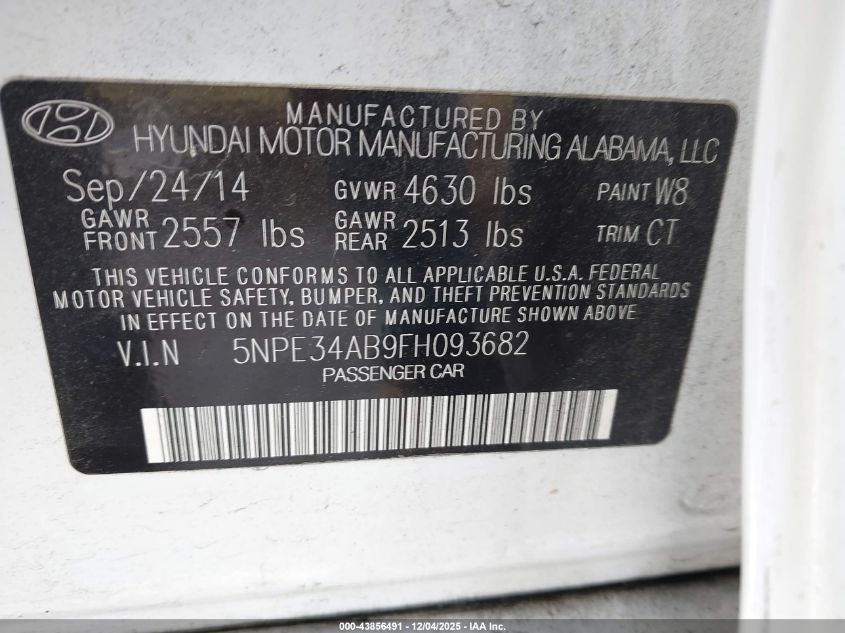 MANUFACTURED BY
HYUNDAI MOTOR MANUFACTURING ALABAMA, LLC
Sep/24/14 GVWR 4630 lbs PAINT W8
GAWR FRONT 2557 lbs GAWR REAR 2513 lbs TRIM CT
THIS VEHICLE CONFORMS TO ALL APPLICABLE U.S.A. FEDERAL
MOTOR VEHICLE SAFETY, BUMPER, AND THEFT PREVENTION STANDARDS
IN EFFECT ON THE DATE OF MANUFACTURE SHOWN ABOVE
V.I.N 5NPE34AB9FH093682
PASSENGER CAR
000-43856491 - 12/04/2025 - IAA Inc.